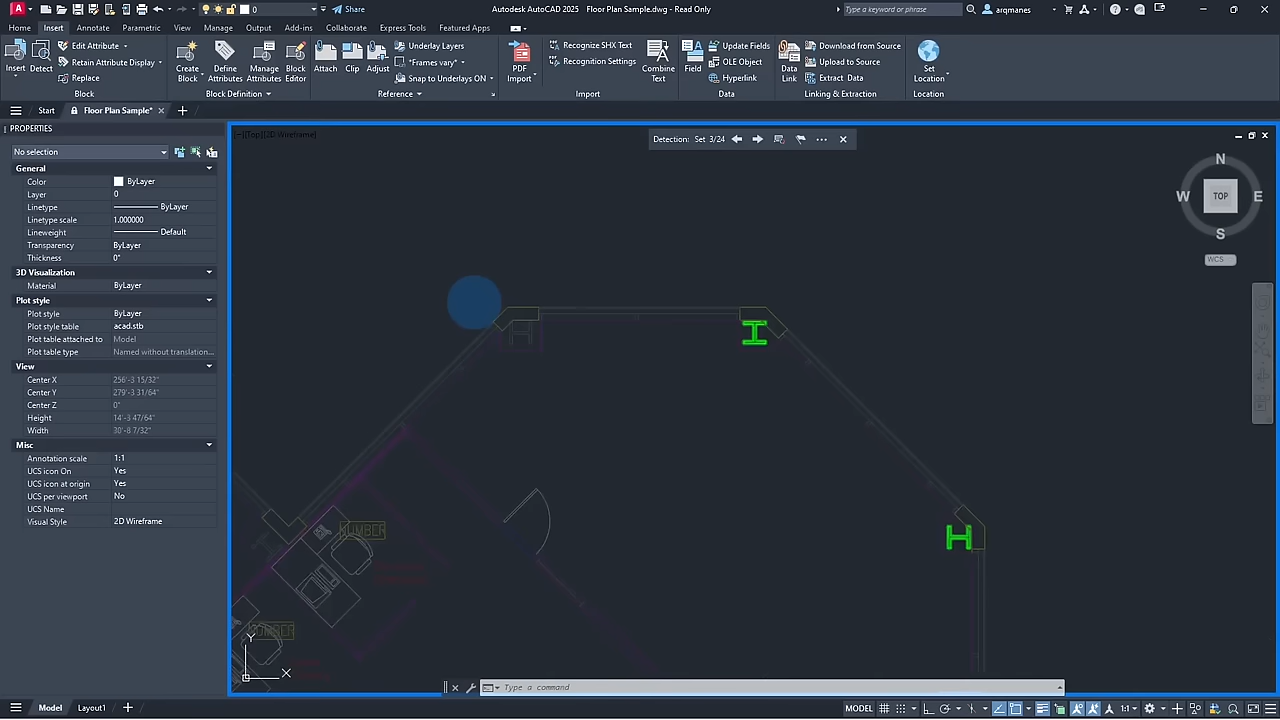 A
0
Share
Autodesk AutoCAD 2025 Floor Plan Sample.dwg - Read Only
Type a keyword or phrase
arqmanes
Home Insert Annotate Parametric View Manage Output Add-ins Collaborate Express Tools Featured Apps
Insert
Detect
Edit Attribute
Retain Attribute Display
Replace
Block
Create Block
Define Attributes
Manage Attributes
Block Editor
Block Definition
Attach
Clip
Adjust
Underlay Layers
*Frames vary*
Snap to Underlays ON
Reference
PDF Import
Recognize SHX Text
Recognition Settings
Combine Text
Import
Field
Update Fields
OLE Object
Hyperlink
Data
Data Link
Download from Source
Upload to Source
Extract Data
Linking & Extraction
Set Location
Location
Start
Floor Plan Sample*
PROPERTIES
No selection
General
Color ByLayer
Layer 0
Linetype ByLayer
Linetype scale 1.000000
Lineweight Default
Transparency ByLayer
Thickness 0"
3D Visualization
Material ByLayer
Plot style
Plot style ByLayer
Plot style table acad.stb
Plot table attached to Model
Plot table type Named without translation...
View
Center X 256'-3 15/32"
Center Y 279'-3 31/64"
Center Z 0"
Height 14'-3 47/64"
Width 30'-8 7/32"
Misc
Annotation scale 1:1
UCS icon On Yes
UCS icon at origin Yes
UCS per viewport No
UCS Name
Visual Style 2D Wireframe
[-][Top][2D Wireframe]
Detection: Set 3/24
N
W TOP E
S
WCS
NUMBER
NUMBER
Y
X
Type a command
Model Layout1
MODEL
1:1